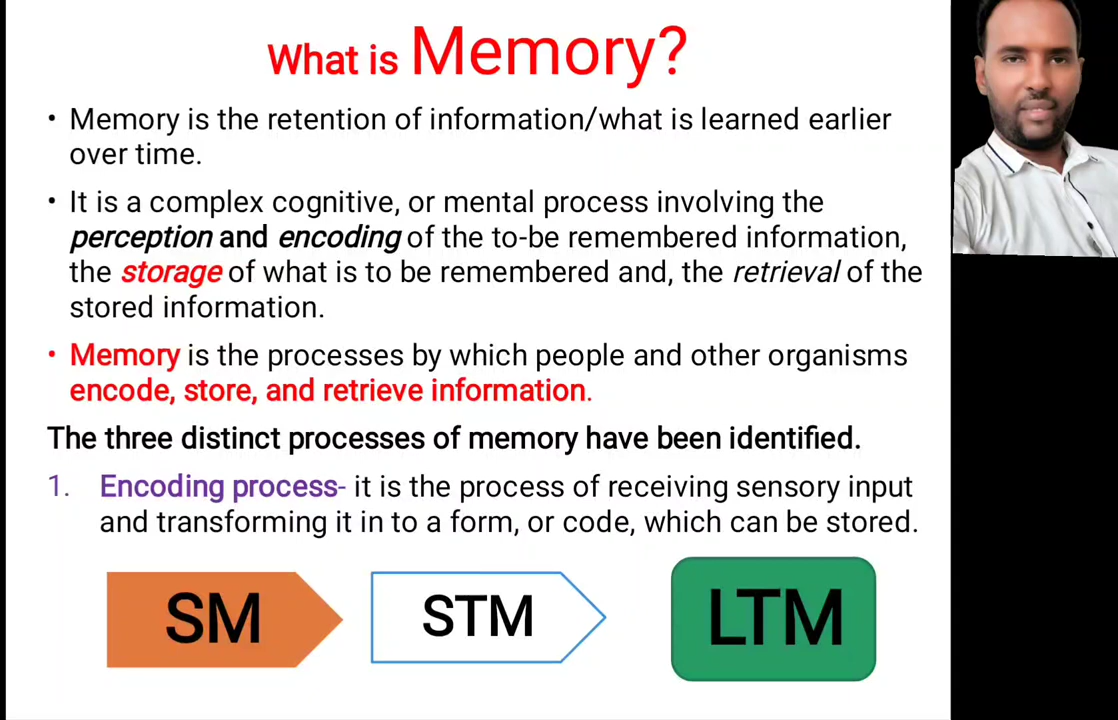 What is Memory?
• Memory is the retention of information/what is learned earlier
over time.
• It is a complex cognitive, or mental process involving the
perception and encoding of the to-be remembered information,
the storage of what is to be remembered and, the retrieval of the
stored information.
• Memory is the processes by which people and other organisms
encode, store, and retrieve information.
The three distinct processes of memory have been identified.
1. Encoding process- it is the process of receiving sensory input
and transforming it in to a form, or code, which can be stored.
SM STM LTM